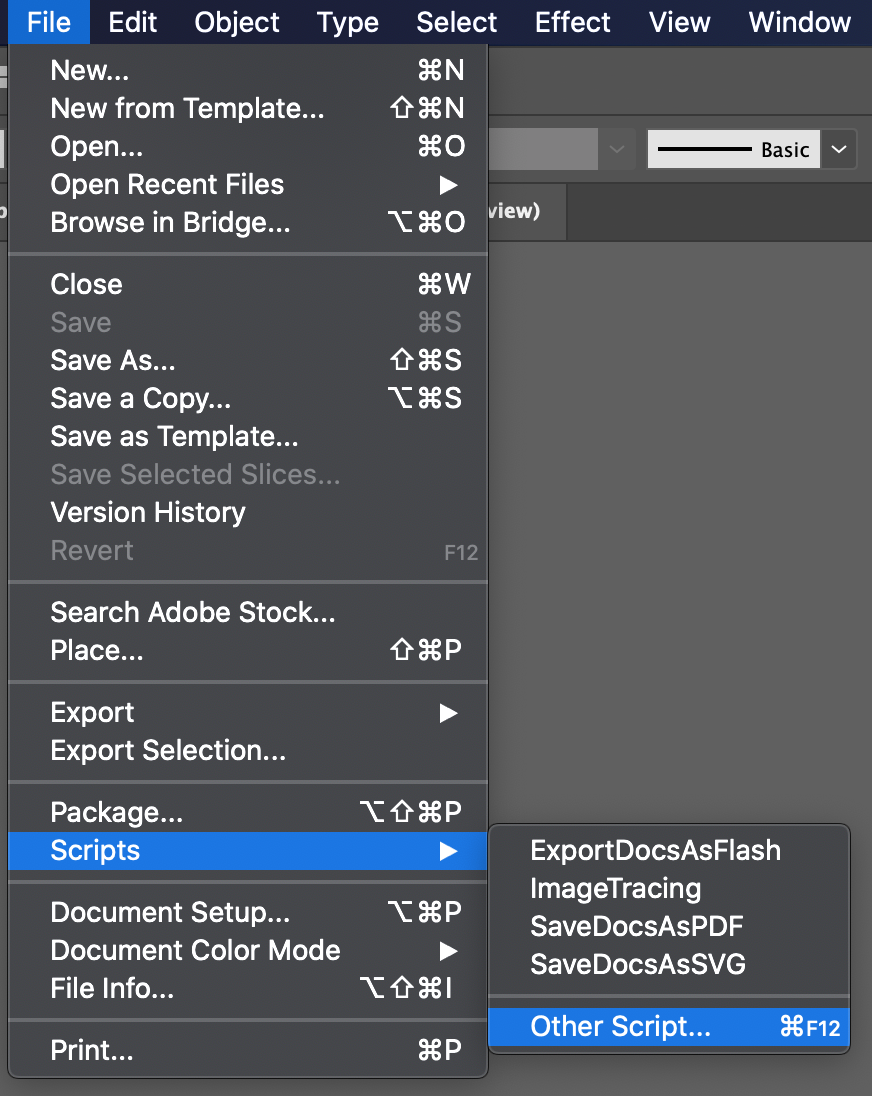 File Edit Object Type Select Effect View Window
New... ⌘N
New from Template... ⇧⌘N
Open... ⌘O
Open Recent Files ▶
Browse in Bridge... ⌥⌘O
Basic
view)
Close ⌘W
Save ⌘S
Save As... ⇧⌘S
Save a Copy... ⌥⌘S
Save as Template...
Save Selected Slices...
Version History
Revert F12
Search Adobe Stock...
Place... ⇧⌘P
Export ▶
Export Selection...
Package... ⌥⇧⌘P
Scripts ▶
ExportDocsAsFlash
ImageTracing
SaveDocsAsPDF
SaveDocsAsSVG
Other Script... ⌘F12
Document Setup... ⌥⌘P
Document Color Mode ▶
File Info... ⌥⇧⌘I
Print... ⌘P